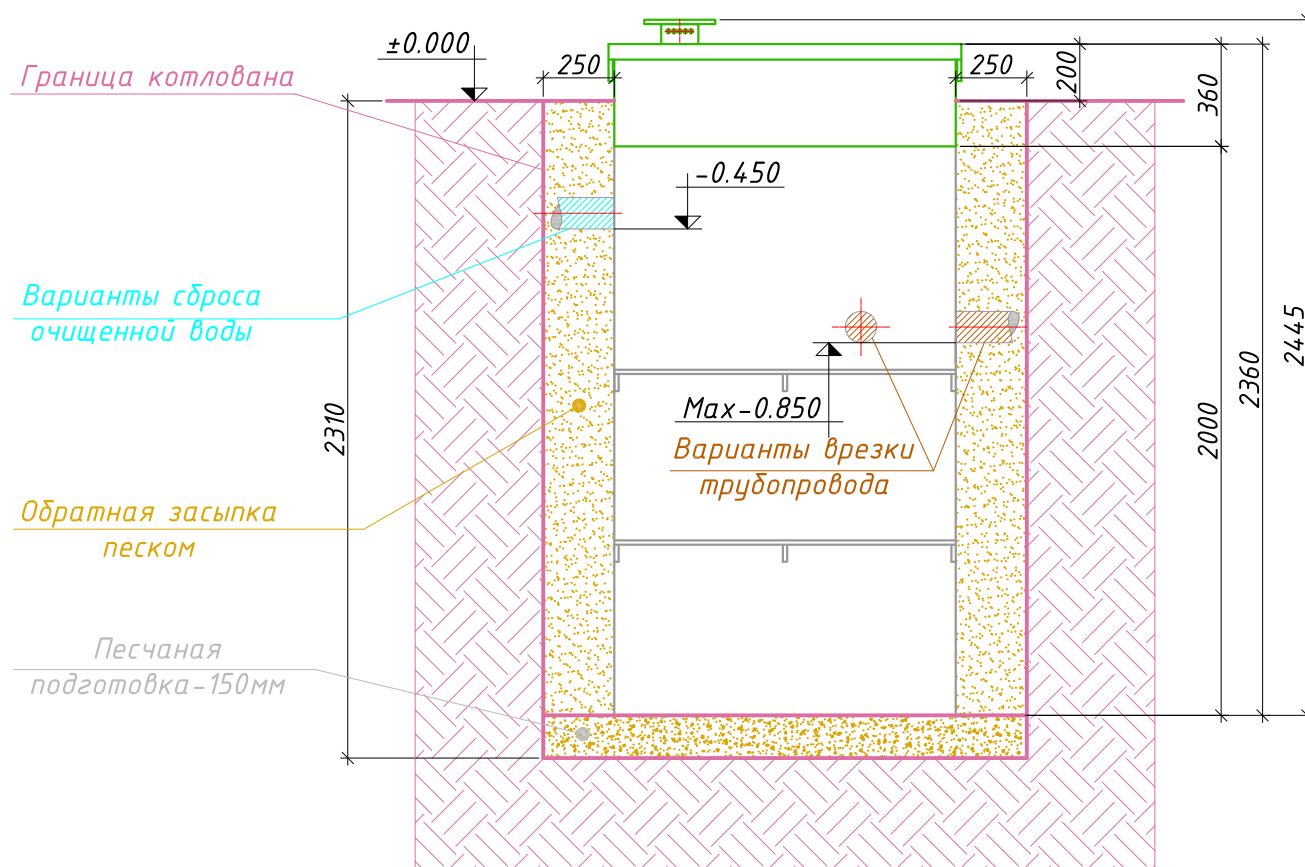 ±0.000
250
250
200
360
Граница котлована
-0.450
Варианты сброса
очищенной воды
2445
2360
2310
2000
Max-0.850
Варианты врезки
трубопровода
Обратная засыпка
песком
Песчаная
подготовка-150мм